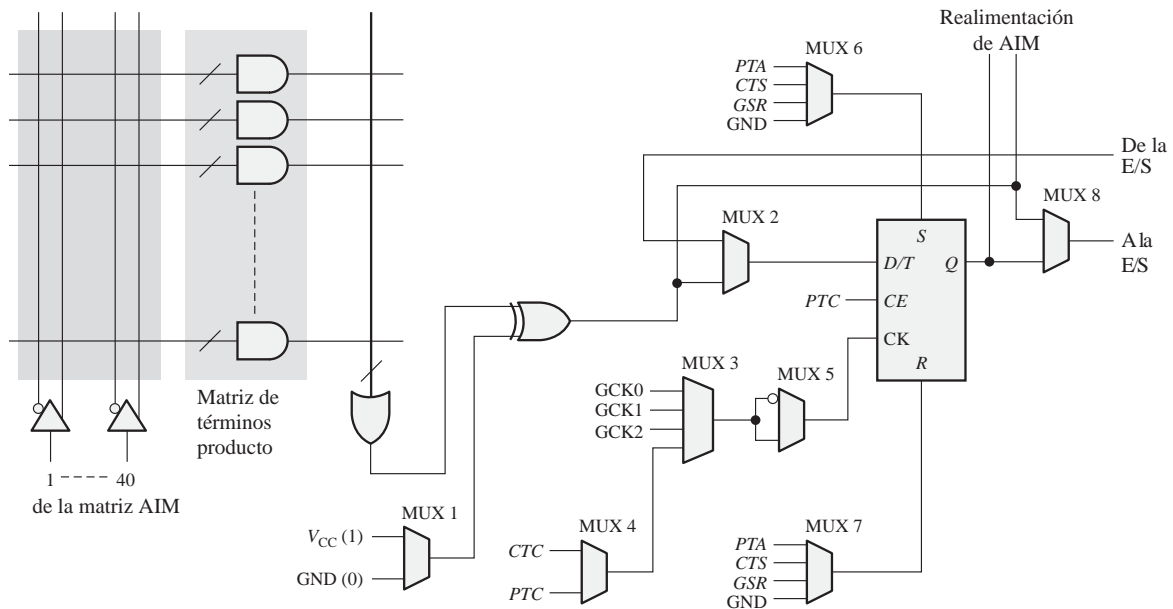 Realimentación
de AIM
MUX 6
PTA
CTS
GSR
GND
De la
E/S
MUX 8
MUX 2
S
A la
E/S
D/T
Q
PTC
CE
CK
R
MUX 3
MUX 5
GCK0
GCK1
GCK2
Matriz de
términos
producto
1
40
de la matriz AIM
MUX 1
VCC (1)
GND (0)
MUX 4
CTC
PTC
MUX 7
PTA
CTS
GSR
GND